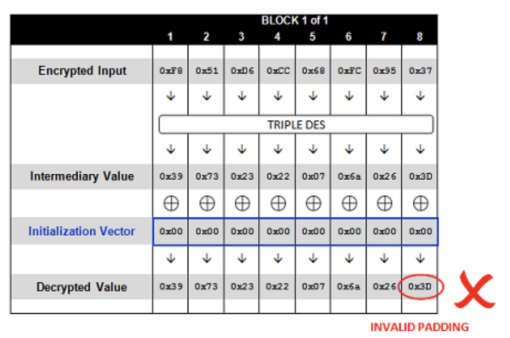 BLOCK 1 of 1
1 2 3 4 5 6 7 8
Encrypted Input 0xF8 0x51 0xD6 0xCC 0x68 0xFC 0x95 0x37
TRIPLE DES
Intermediary Value 0x39 0x73 0x23 0x22 0x07 0x6a 0x26 0x3D
Initialization Vector 0x00 0x00 0x00 0x00 0x00 0x00 0x00 0x00
Decrypted Value 0x39 0x73 0x23 0x22 0x07 0x6a 0x26 0x3D
INVALID PADDING